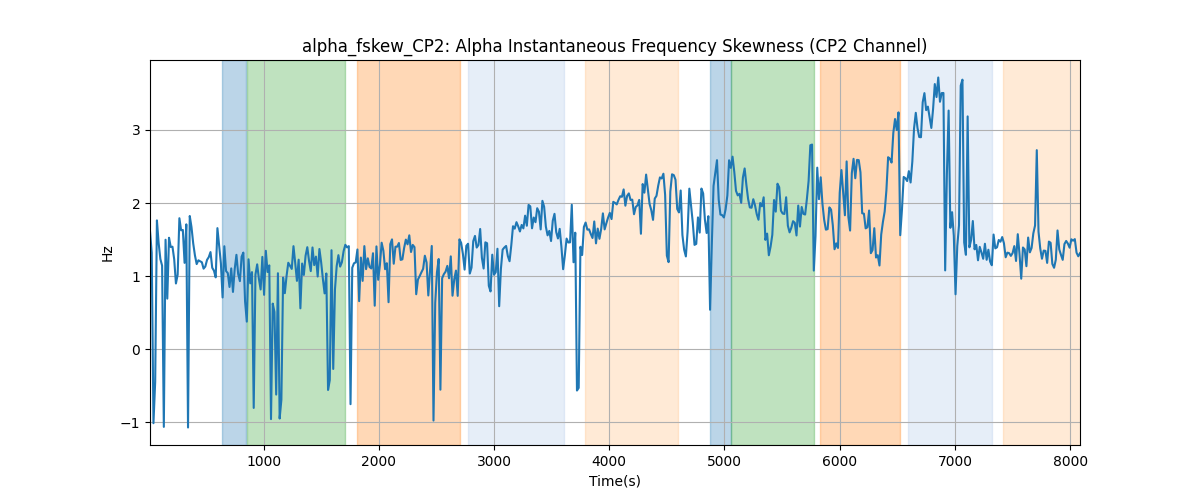 alpha_fskew_CP2: Alpha Instantaneous Frequency Skewness (CP2 Channel)
3
2
1
0
−1
Hz
1000 2000 3000 4000 5000 6000 7000 8000
Time(s)